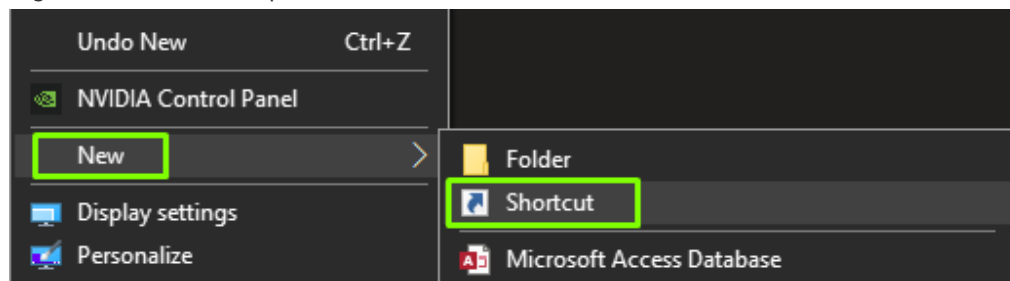 Undo New Ctrl+Z
NVIDIA Control Panel
New
Folder
Shortcut
Display settings
Personalize
Microsoft Access Database